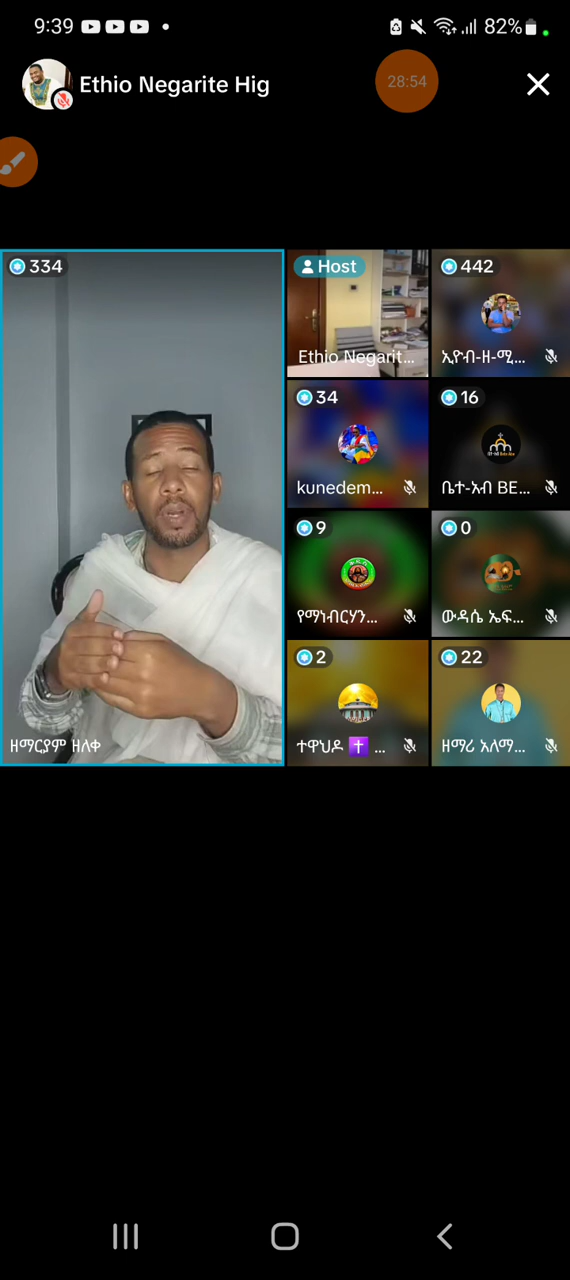 9:39
82%
Ethio Negarite Hig
28:54
334
Host
442
Ethio Negarit...
ኢዮብ-ዘ-ሚ...
34
16
kunedem...
ቤተ-አብ BE...
9
0
የማነብርሃን...
ውዳሴ ኤፍ...
2
22
ዘማርያም ዘለቀ
ተዋህዶ ✝️ ...
ዘማሪ አለማ...